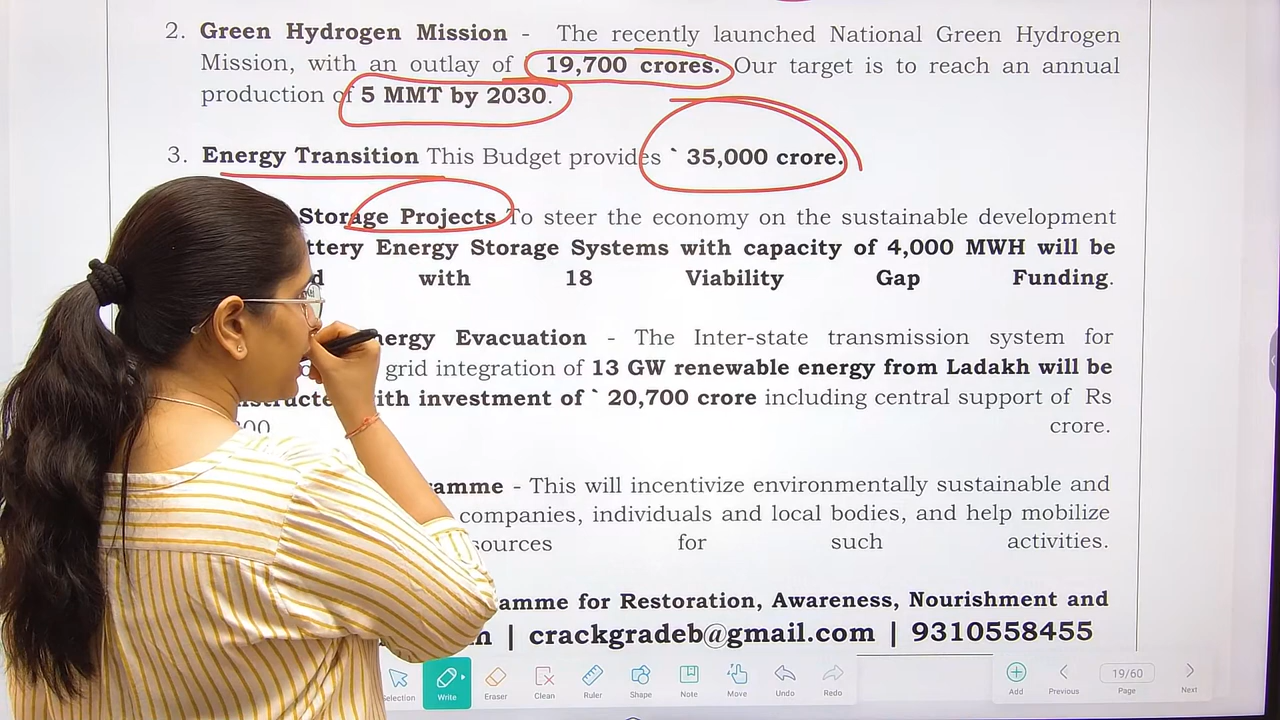 2. Green Hydrogen Mission - The recently launched National Green Hydrogen
Mission, with an outlay of 19,700 crores. Our target is to reach an annual
production of 5 MMT by 2030.
3. Energy Transition This Budget provides ` 35,000 crore.
Storage Projects To steer the economy on the sustainable development
ttery Energy Storage Systems with capacity of 4,000 MWH will be
d with 18 Viability Gap Funding.
nergy Evacuation - The Inter-state transmission system for
grid integration of 13 GW renewable energy from Ladakh will be
ith investment of ` 20,700 crore including central support of Rs
00 crore.
amme - This will incentivize environmentally sustainable and
companies, individuals and local bodies, and help mobilize
sources for such activities.
amme for Restoration, Awareness, Nourishment and
| crackgradeb@gmail.com | 9310558455
Selection Write Eraser Clean Ruler Shape Note Move Undo Redo Add Previous 19/60 Page Next